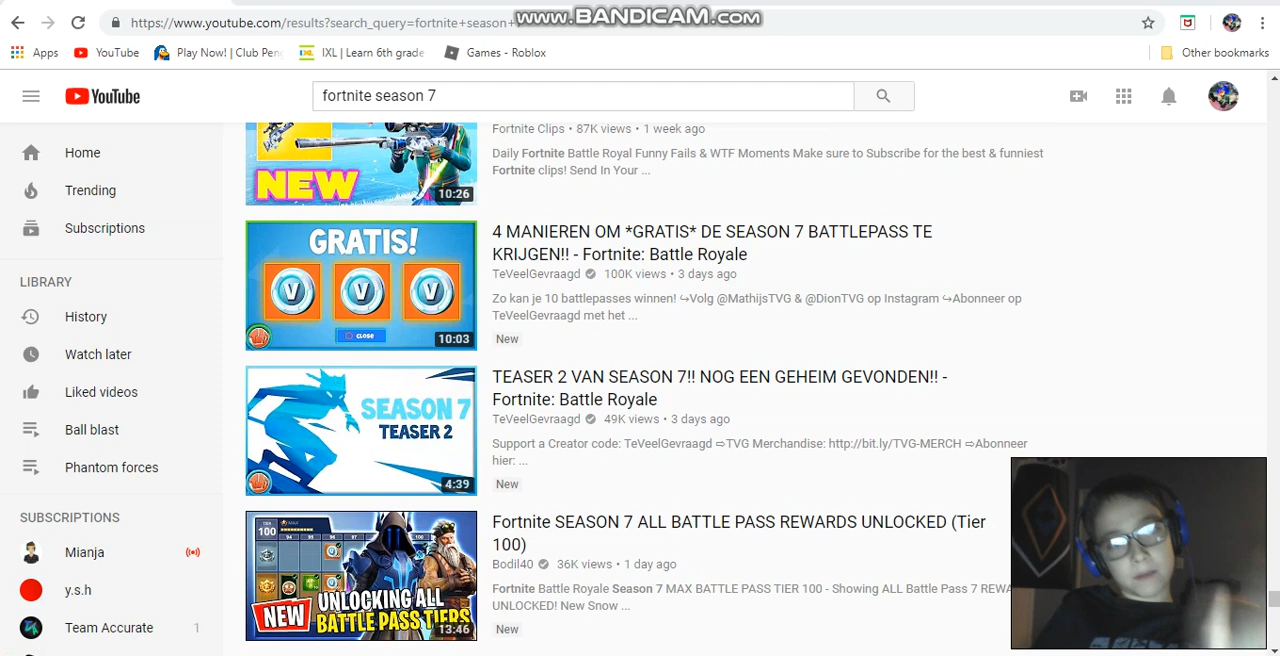 https://www.youtube.com/results?search_query=fortnite+season+
www.BANDICAM.com
Apps
YouTube
Play Now! | Club Peng
IXL | Learn 6th grade
Games - Roblox
Other bookmarks
YouTube
fortnite season 7
Home
Trending
Subscriptions
LIBRARY
History
Watch later
Liked videos
Ball blast
Phantom forces
SUBSCRIPTIONS
Mianja
y.s.h
Team Accurate 1
NEW
10:26
Fortnite Clips • 87K views • 1 week ago
Daily Fortnite Battle Royal Funny Fails & WTF Moments Make sure to Subscribe for the best & funniest
Fortnite clips! Send In Your ...
GRATIS!
V V V
CLOSE
10:03
4 MANIEREN OM *GRATIS* DE SEASON 7 BATTLEPASS TE
KRIJGEN!! - Fortnite: Battle Royale
TeVeelGevraagd 100K views • 3 days ago
Zo kan je 10 battlepasses winnen! ↪Volg @MathijsTVG & @DionTVG op Instagram ↪Abonneer op
TeVeelGevraagd met het ...
New
SEASON 7
TEASER 2
4:39
TEASER 2 VAN SEASON 7!! NOG EEN GEHEIM GEVONDEN!! -
Fortnite: Battle Royale
TeVeelGevraagd 49K views • 3 days ago
Support a Creator code: TeVeelGevraagd ⇨TVG Merchandise: http://bit.ly/TVG-MERCH ⇨Abonneer
hier: ...
New
100
NEW
UNLOCKING ALL
BATTLE PASS TIERS
13:46
Fortnite SEASON 7 ALL BATTLE PASS REWARDS UNLOCKED (Tier
100)
Bodil40 36K views • 1 day ago
Fortnite Battle Royale Season 7 MAX BATTLE PASS TIER 100 - Showing ALL Battle Pass 7 REWA
UNLOCKED! New Snow ...
New